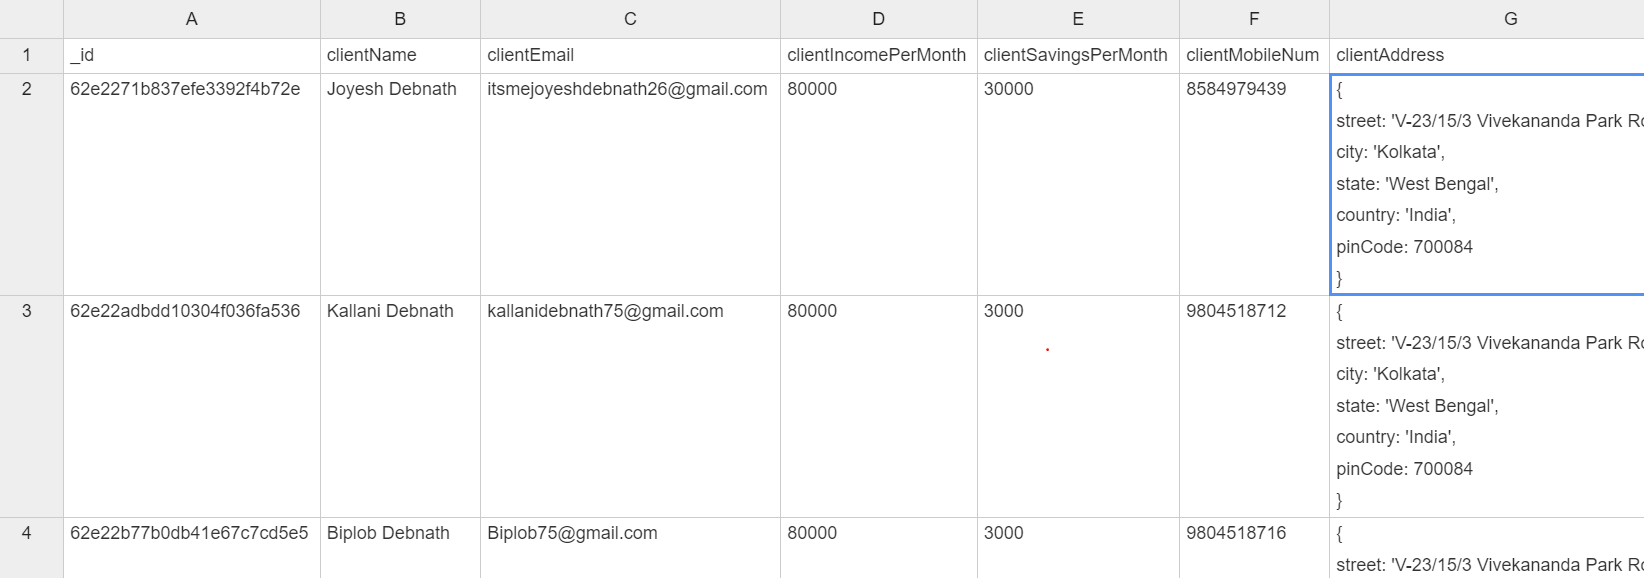 A B C D E F G
1 _id clientName clientEmail clientIncomePerMonth clientSavingsPerMonth clientMobileNum clientAddress
2 62e2271b837efe3392f4b72e Joyesh Debnath itsmejoyeshdebnath26@gmail.com 80000 30000 8584979439 {
street: 'V-23/15/3 Vivekananda Park
city: 'Kolkata',
state: 'West Bengal',
country: 'India',
pinCode: 700084
}
3 62e22adbdd10304f036fa536 Kallani Debnath kallanidebnath75@gmail.com 80000 3000 9804518712 {
street: 'V-23/15/3 Vivekananda Park
city: 'Kolkata',
state: 'West Bengal',
country: 'India',
pinCode: 700084
}
4 62e22b77b0db41e67c7cd5e5 Biplob Debnath Biplob75@gmail.com 80000 3000 9804518716 {
street: 'V-23/15/3 Vivekananda Park